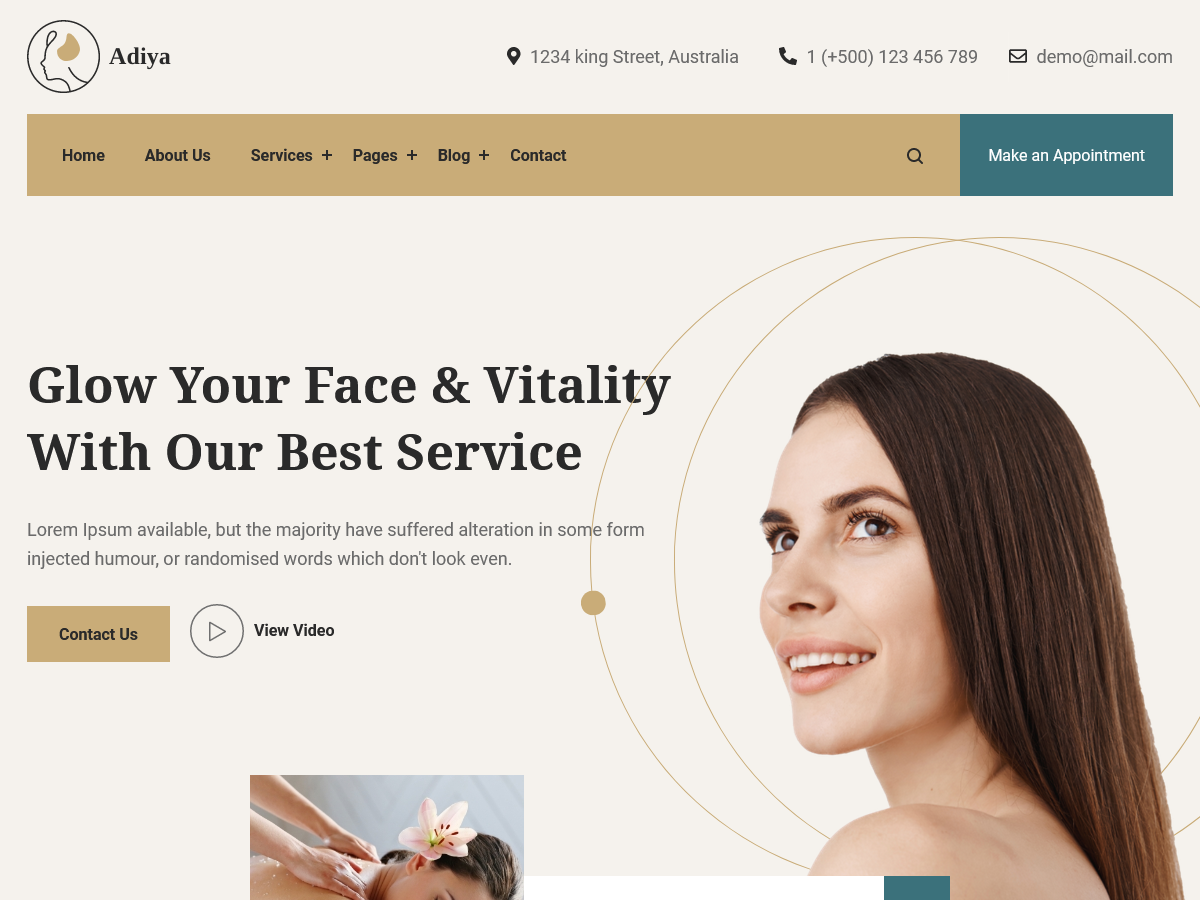 Adiya
1234 king Street, Australia
1 (+500) 123 456 789
demo@mail.com
Home
About Us
Services +
Pages +
Blog +
Contact
Make an Appointment
Glow Your Face & Vitality
With Our Best Service
Lorem Ipsum available, but the majority have suffered alteration in some form
injected humour, or randomised words which don't look even.
Contact Us
View Video